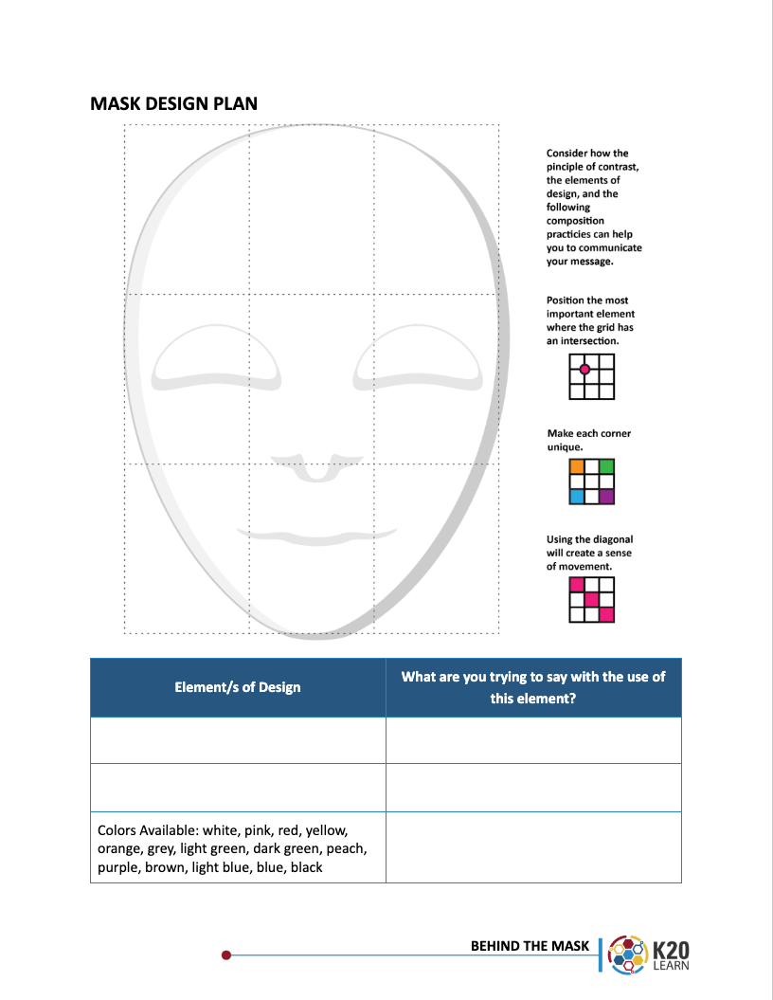 MASK DESIGN PLAN
Consider how the
pinciple of contrast,
the elements of
design, and the
following
composition
practicies can help
you to communicate
your message.
Position the most
important element
where the grid has
an intersection.
Make each corner
unique.
Using the diagonal
will create a sense
of movement.
Element/s of Design
What are you trying to say with the use of
this element?
Colors Available: white, pink, red, yellow,
orange, grey, light green, dark green, peach,
purple, brown, light blue, blue, black
BEHIND THE MASK
K20
LEARN